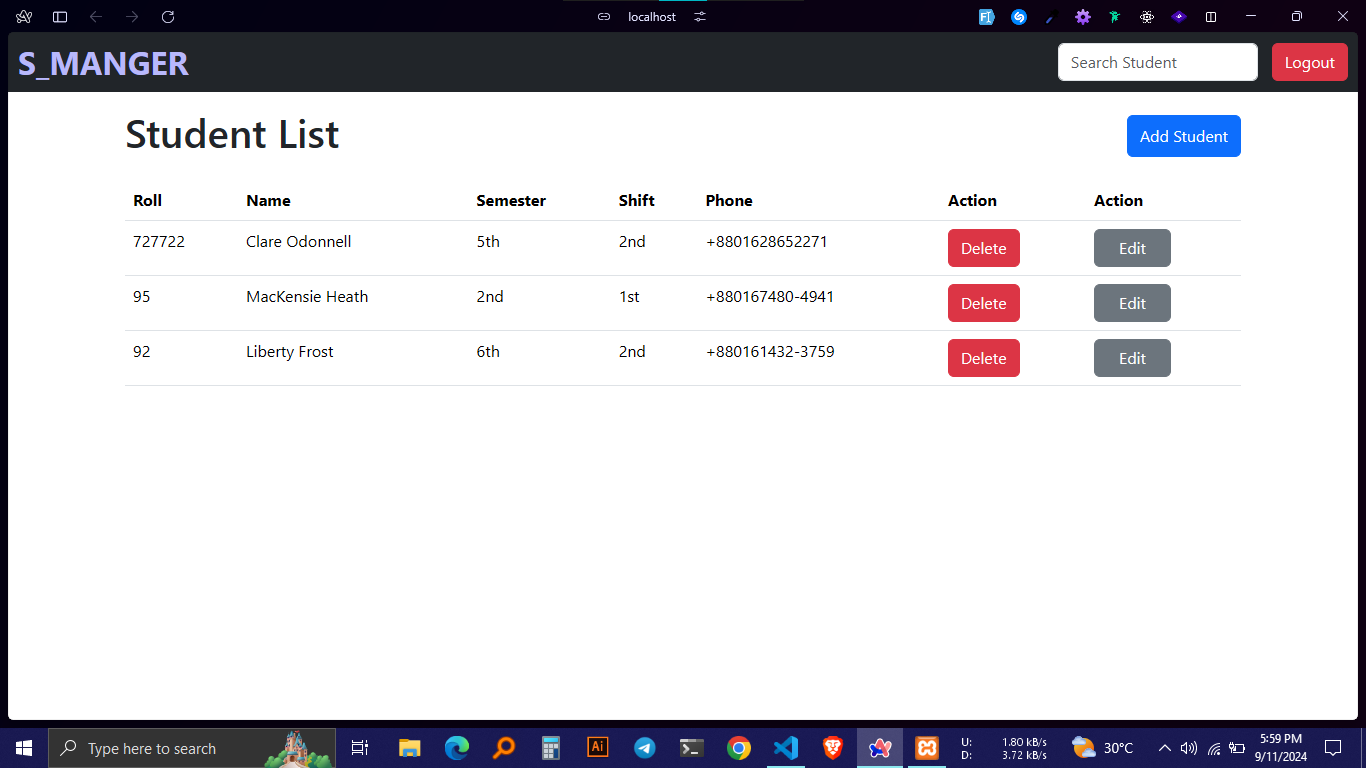 localhost
S_MANGER
Search Student
Logout
Student List
Add Student
Roll Name Semester Shift Phone Action Action
727722 Clare Odonnell 5th 2nd +8801628652271 Delete Edit
95 MacKensie Heath 2nd 1st +880167480-4941 Delete Edit
92 Liberty Frost 6th 2nd +880161432-3759 Delete Edit
Type here to search
Ai
U: 1.80 kB/s
D: 3.72 kB/s
30°C
5:59 PM
9/11/2024